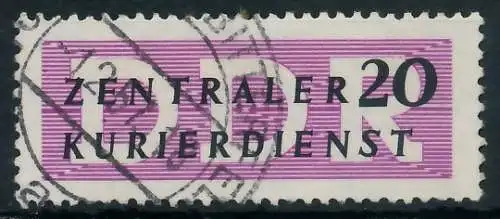 DDR
ZENTRALER 20
KURIERDIENST